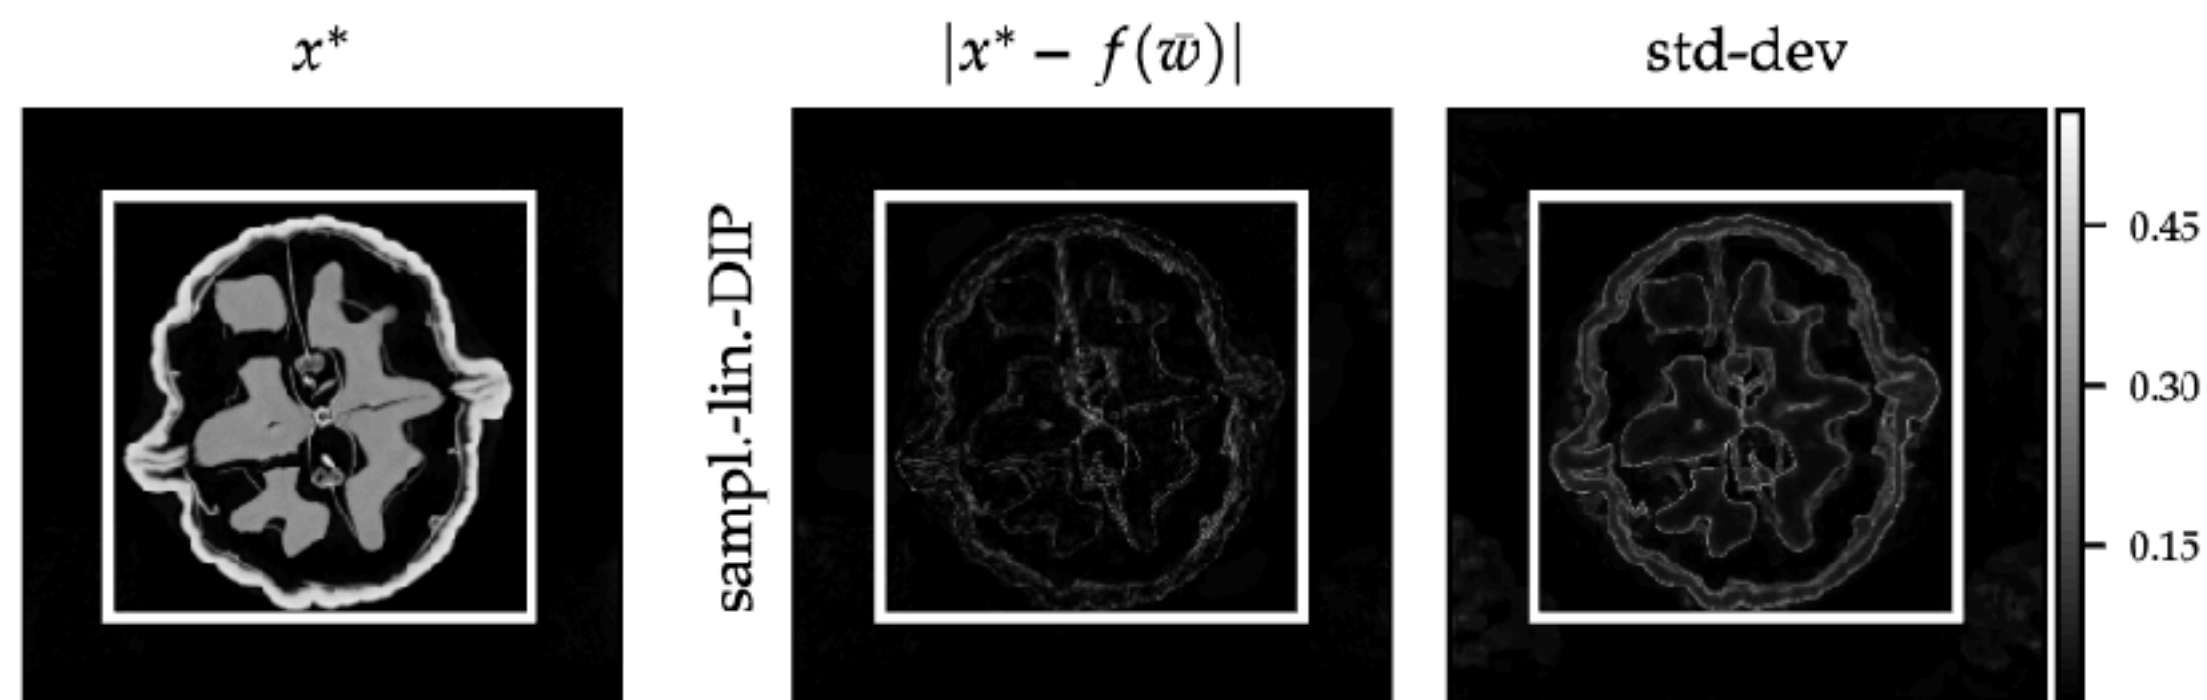 x*
|x* − f(w̄)|
std-dev
sampl.-lin.-DIP
0.45
0.30
0.15